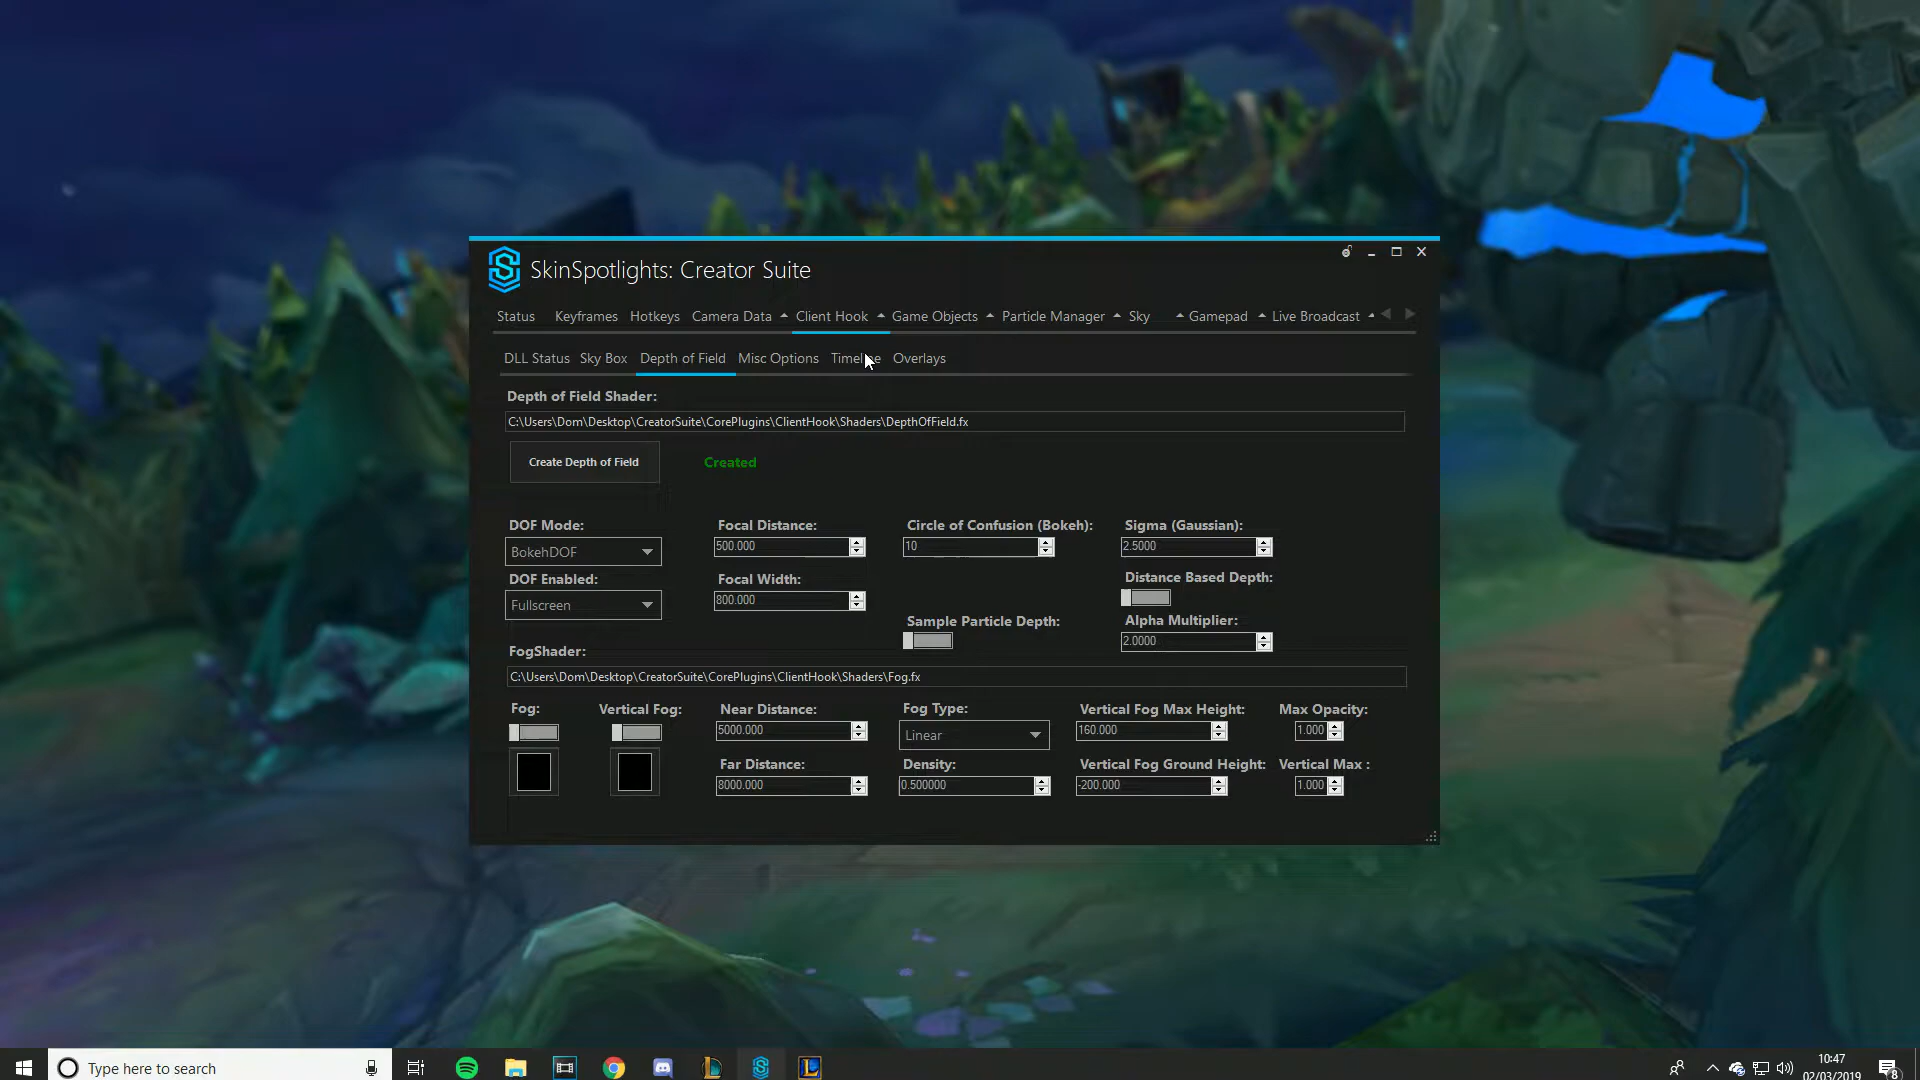 SkinSpotlights: Creator Suite
Status Keyframes Hotkeys Camera Data Client Hook Game Objects Particle Manager Sky Gamepad Live Broadcast
DLL Status Sky Box Depth of Field Misc Options Timeline Overlays
Depth of Field Shader:
C:\Users\Dom\Desktop\CreatorSuite\CorePlugins\ClientHook\Shaders\DepthOfField.fx
Create Depth of Field Created
DOF Mode: Focal Distance: Circle of Confusion (Bokeh): Sigma (Gaussian):
BokehDOF 500.000 10 2.5000
DOF Enabled: Focal Width: Distance Based Depth:
Fullscreen 800.000
Sample Particle Depth: Alpha Multiplier:
2.0000
FogShader:
C:\Users\Dom\Desktop\CreatorSuite\CorePlugins\ClientHook\Shaders\Fog.fx
Fog: Vertical Fog: Near Distance: Fog Type: Vertical Fog Max Height: Max Opacity:
5000.000 Linear 160.000 1.000
Far Distance: Density: Vertical Fog Ground Height: Vertical Max :
8000.000 0.500000 -200.000 1.000
Type here to search
10:47
02/03/2019
8